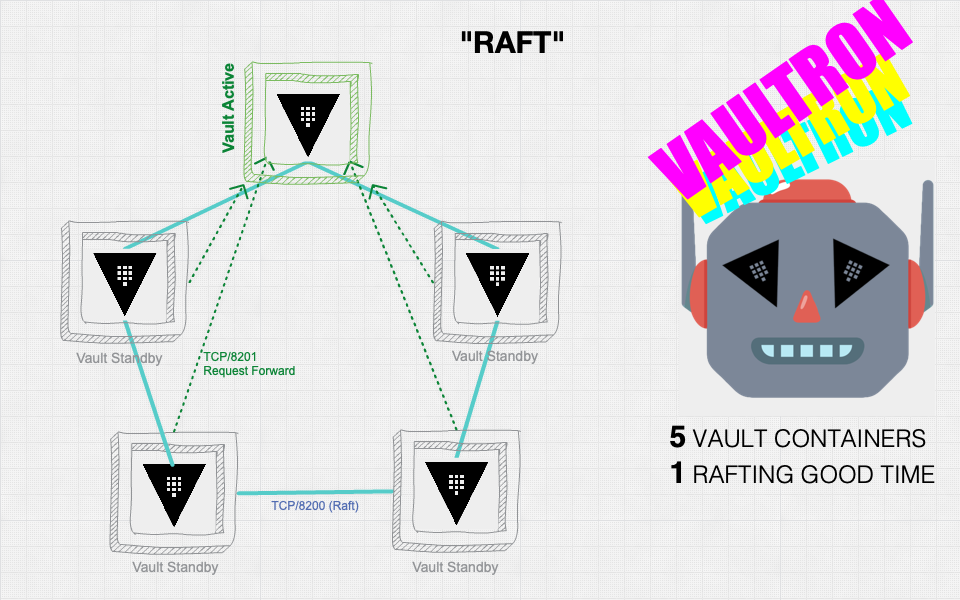 "RAFT"
VAULTRON
VAULTRON
VAULTRON
Vault Active
Vault Standby
Vault Standby
TCP/8201
Request Forward
5 VAULT CONTAINERS
1 RAFTING GOOD TIME
TCP/8200 (Raft)
Vault Standby
Vault Standby